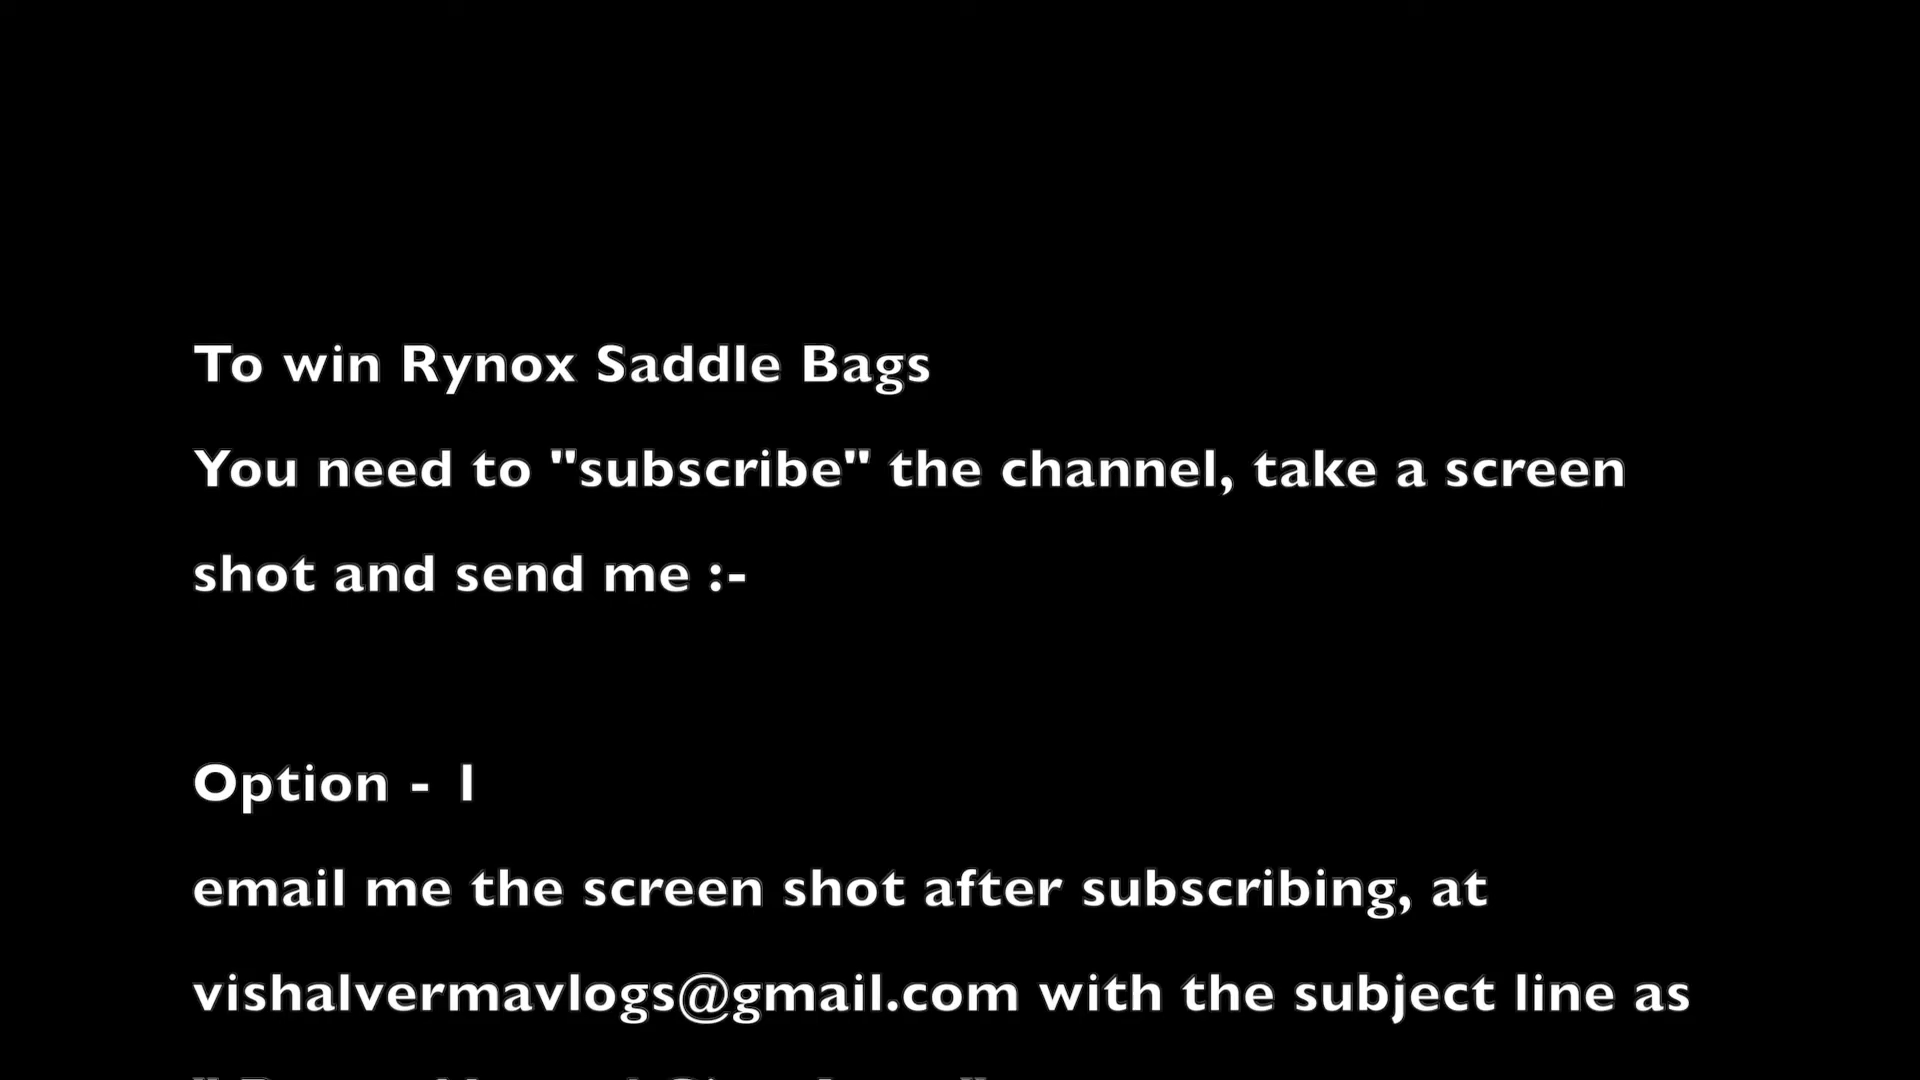 To win Rynox Saddle Bags
You need to "subscribe" the channel, take a screen
shot and send me :-
Option - 1
email me the screen shot after subscribing, at
vishalvermavlogs@gmail.com with the subject line as